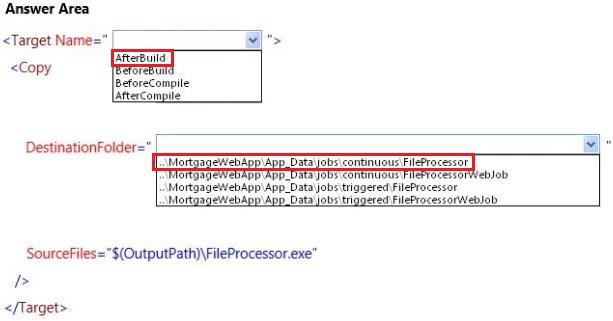 Answer Area
<Target Name=" ">
AfterBuild
<Copy
BeforeBuild
BeforeCompile
AfterCompile
DestinationFolder=" "
..\MortgageWebApp\App_Data\jobs\continuous\FileProcessor
..\MortgageWebApp\App_Data\jobs\continuous\FileProcessorWebJob
..\MortgageWebApp\App_Data\jobs\triggered\FileProcessor
..\MortgageWebApp\App_Data\jobs\triggered\FileProcessorWebJob
SourceFiles="$(OutputPath)\FileProcessor.exe"
/>
</Target>